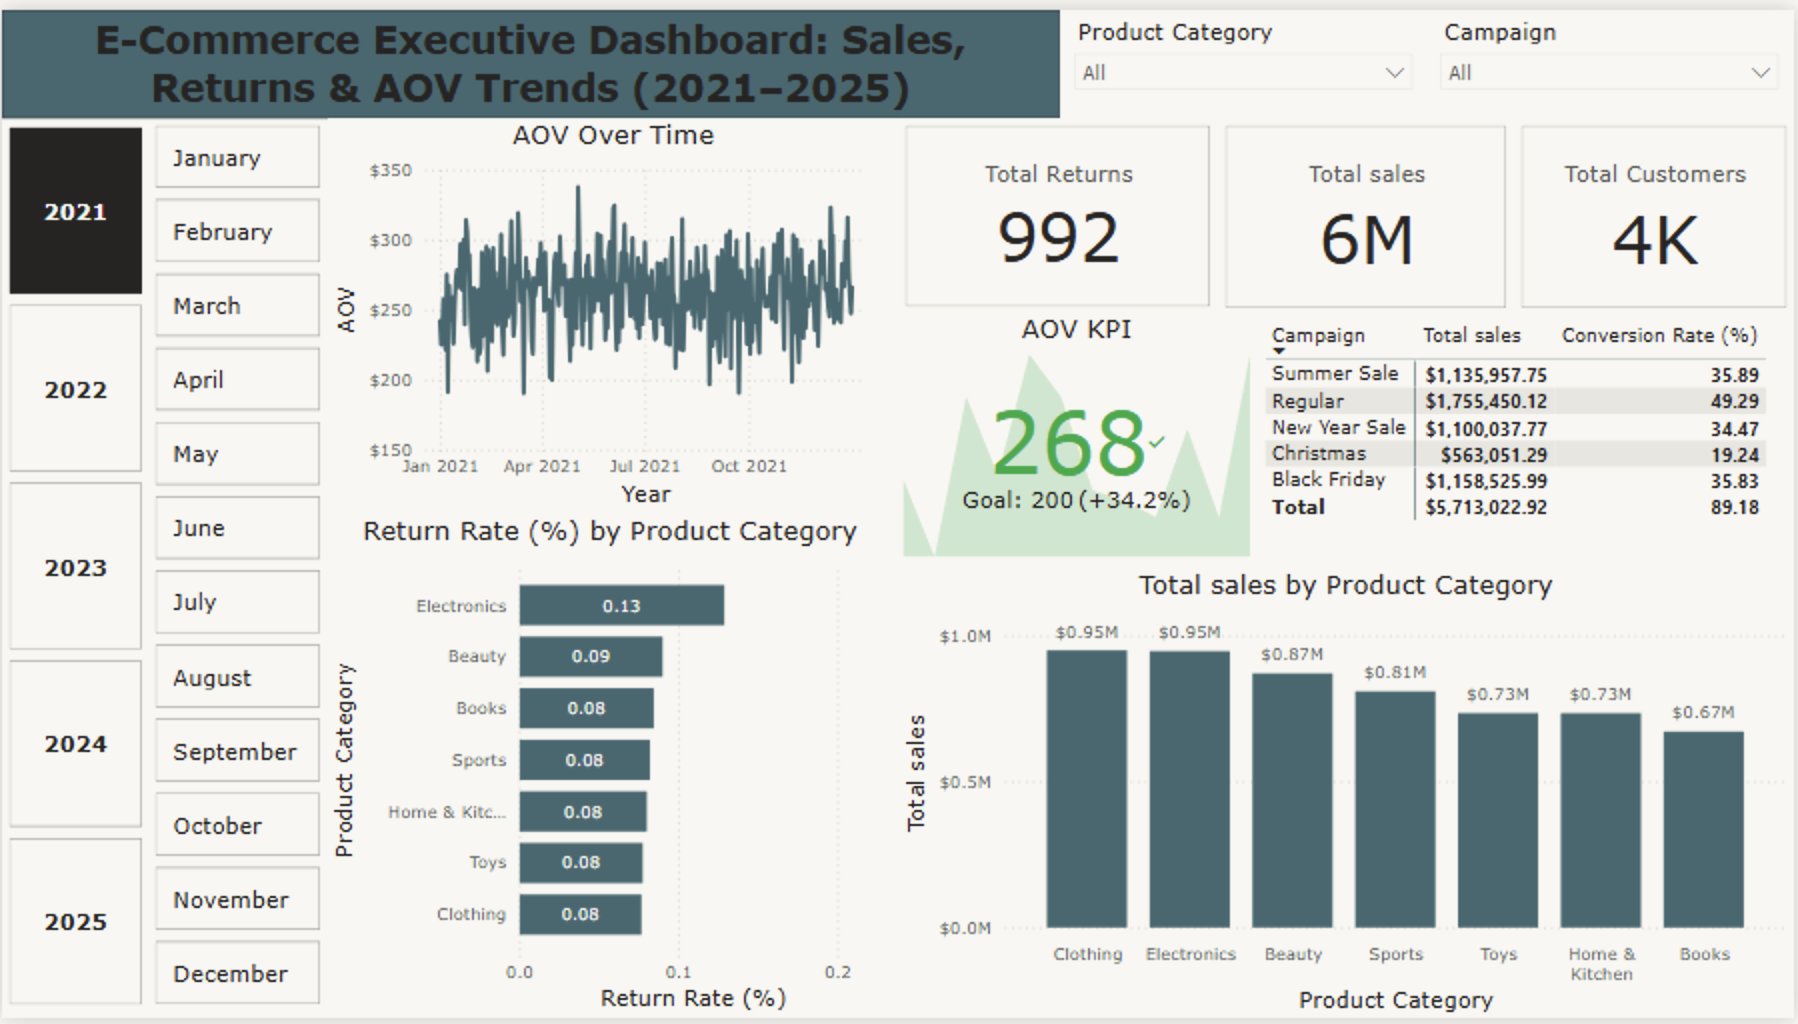 E-Commerce Executive Dashboard: Sales,
Returns & AOV Trends (2021–2025)
Product Category
All
Campaign
All
2021
2022
2023
2024
2025
January
February
March
April
May
June
July
August
September
October
November
December
AOV Over Time
AOV
$350
$300
$250
$200
$150
Jan 2021 Apr 2021 Jul 2021 Oct 2021
Year
Total Returns
992
Total sales
6M
Total Customers
4K
AOV KPI
268
Goal: 200 (+34.2%)
Campaign Total sales Conversion Rate (%)
Summer Sale $1,135,957.75 35.89
Regular $1,755,450.12 49.29
New Year Sale $1,100,037.77 34.47
Christmas $563,051.29 19.24
Black Friday $1,158,525.99 35.83
Total $5,713,022.92 89.18
Return Rate (%) by Product Category
Product Category
Electronics 0.13
Beauty 0.09
Books 0.08
Sports 0.08
Home & Kitc... 0.08
Toys 0.08
Clothing 0.08
0.0 0.1 0.2
Return Rate (%)
Total sales by Product Category
Total sales
$1.0M
$0.5M
$0.0M
$0.95M $0.95M $0.87M $0.81M $0.73M $0.73M $0.67M
Clothing Electronics Beauty Sports Toys Home & Books
Kitchen
Product Category